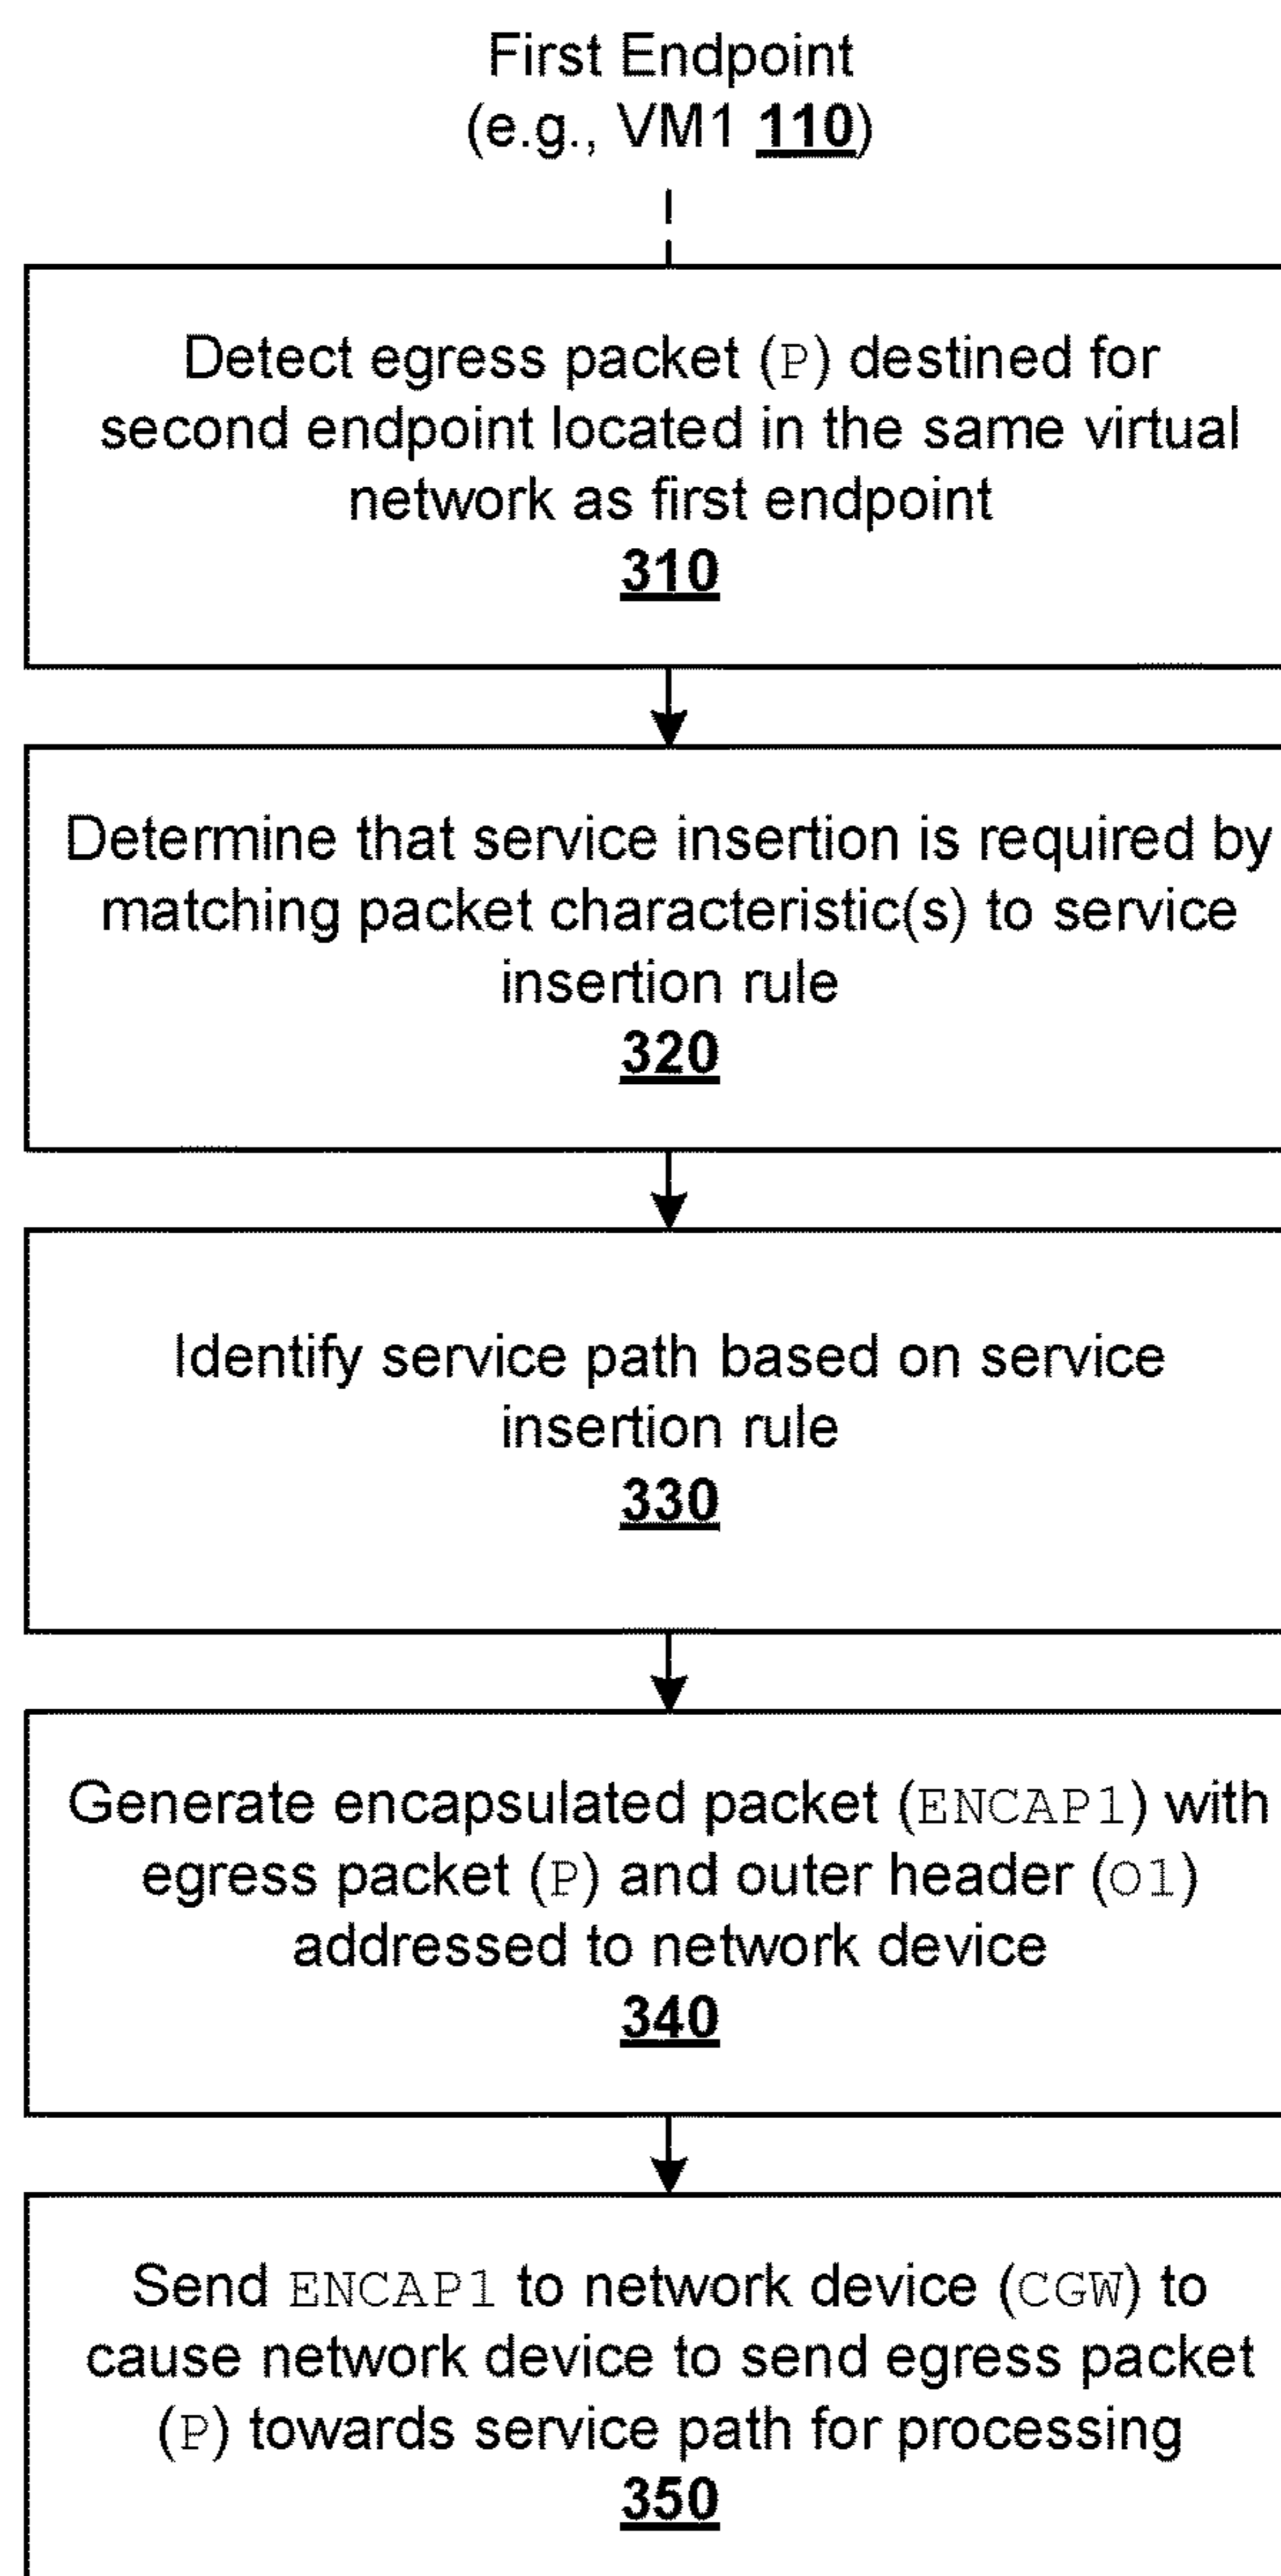 First Endpoint
(e.g., VM1 110)
Detect egress packet (P) destined for
second endpoint located in the same virtual
network as first endpoint
310
Determine that service insertion is required by
matching packet characteristic(s) to service
insertion rule
320
Identify service path based on service
insertion rule
330
Generate encapsulated packet (ENCAP1) with
egress packet (P) and outer header (O1)
addressed to network device
340
Send ENCAP1 to network device (CGW) to
cause network device to send egress packet
(P) towards service path for processing
350